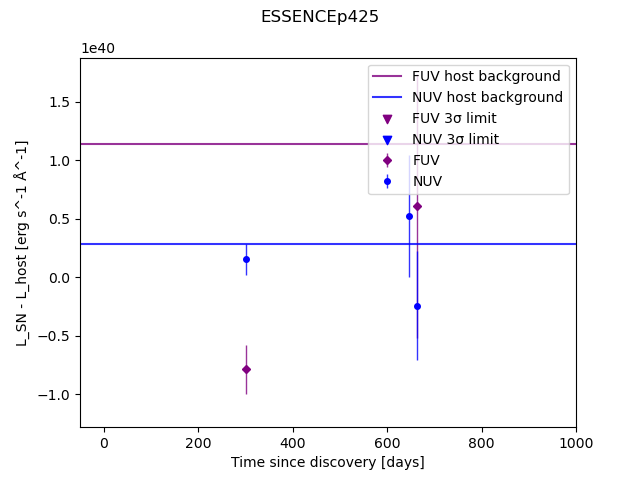 ESSENCEp425
1e40
FUV host background
NUV host background
FUV 3σ limit
NUV 3σ limit
FUV
NUV
1.5
1.0
0.5
0.0
−0.5
−1.0
L_SN - L_host [erg s^-1 Å^-1]
0 200 400 600 800 1000
Time since discovery [days]